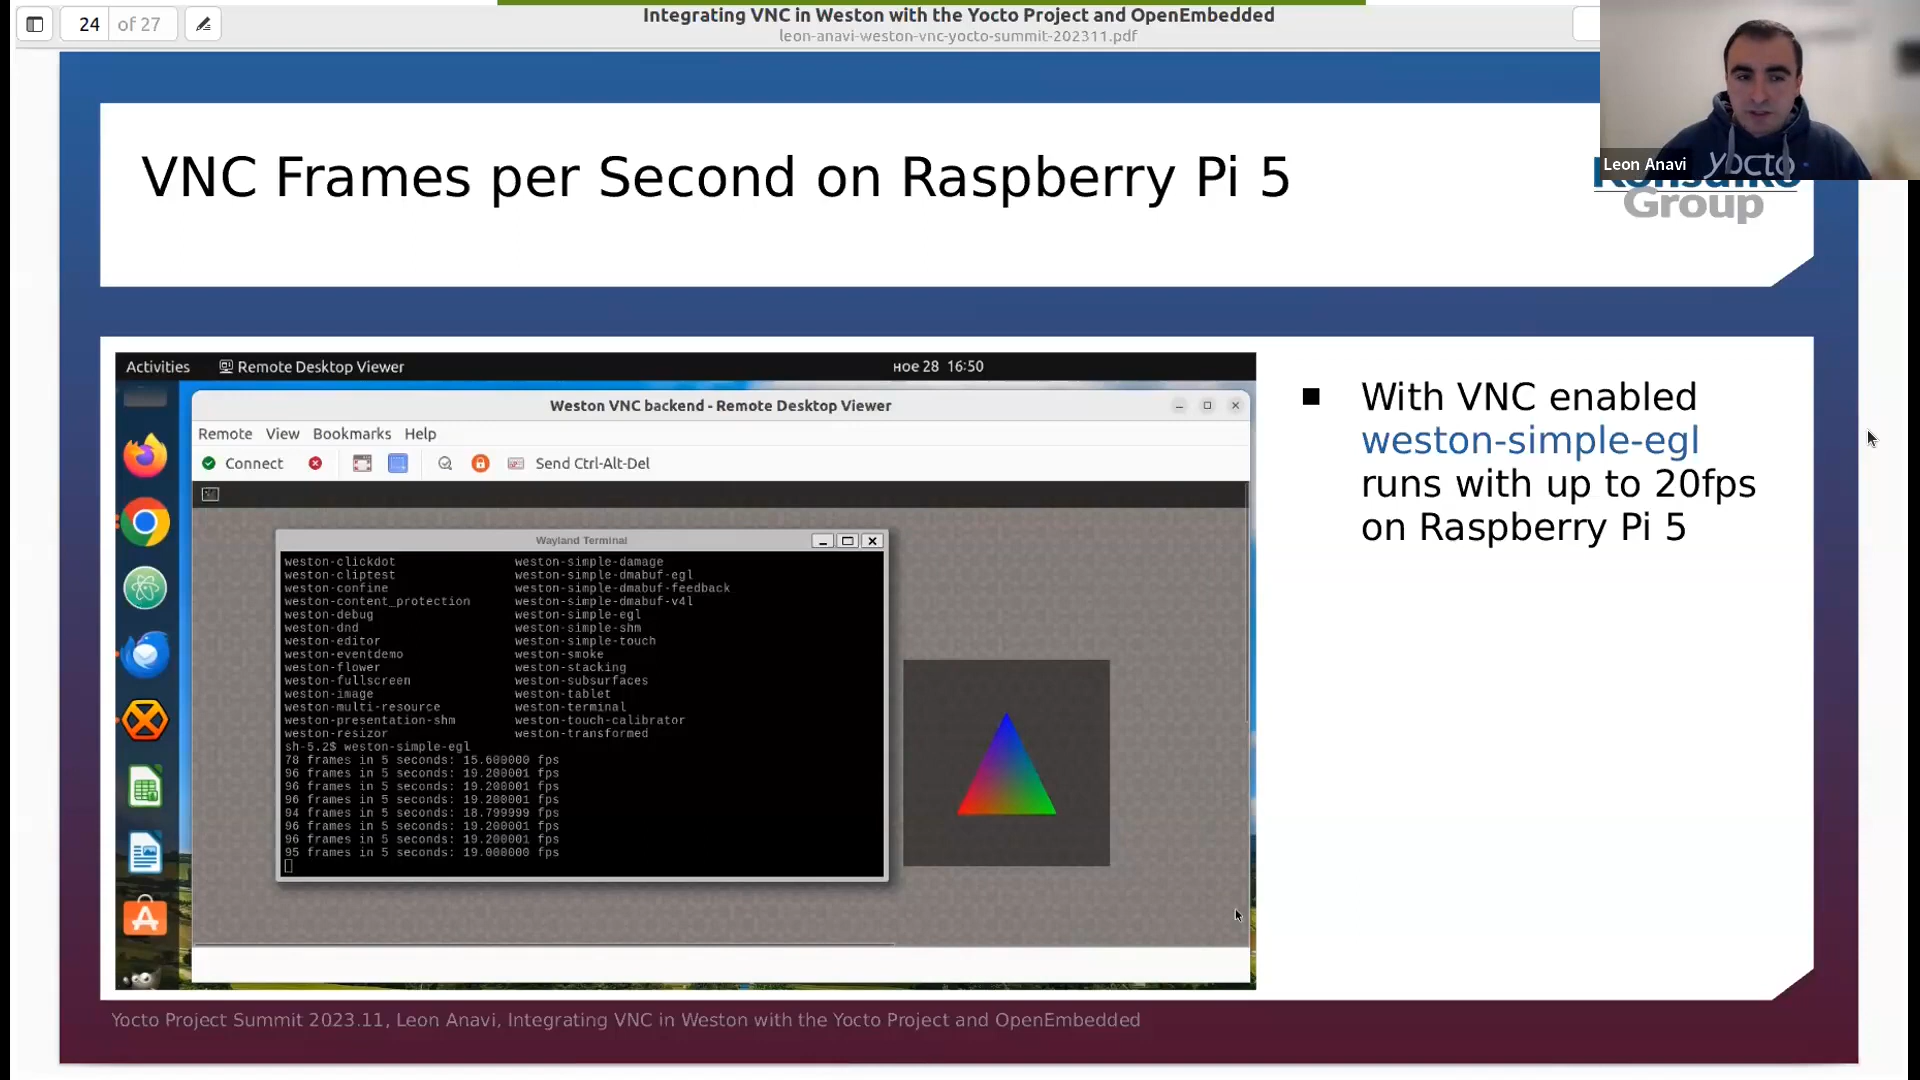 24 of 27
Integrating VNC in Weston with the Yocto Project and OpenEmbedded
leon-anavi-weston-vnc-yocto-summit-202311.pdf
Leon Anavi
yocto
VNC Frames per Second on Raspberry Pi 5
Konsulko
Group
Activities Remote Desktop Viewer ное 28 16:50
Weston VNC backend - Remote Desktop Viewer
Remote View Bookmarks Help
Connect Send Ctrl-Alt-Del
Wayland Terminal
weston-clickdot weston-simple-damage
weston-cliptest weston-simple-dmabuf-egl
weston-confine weston-simple-dmabuf-feedback
weston-content_protection weston-simple-dmabuf-v4l
weston-debug weston-simple-egl
weston-dnd weston-simple-shm
weston-editor weston-simple-touch
weston-eventdemo weston-smoke
weston-flower weston-stacking
weston-fullscreen weston-subsurfaces
weston-image weston-tablet
weston-multi-resource weston-terminal
weston-presentation-shm weston-touch-calibrator
weston-resizor weston-transformed
sh-5.2$ weston-simple-egl
78 frames in 5 seconds: 15.600000 fps
96 frames in 5 seconds: 19.200001 fps
96 frames in 5 seconds: 19.200001 fps
96 frames in 5 seconds: 19.200001 fps
94 frames in 5 seconds: 18.799999 fps
96 frames in 5 seconds: 19.200001 fps
96 frames in 5 seconds: 19.200001 fps
95 frames in 5 seconds: 19.000000 fps
With VNC enabled
weston-simple-egl
runs with up to 20fps
on Raspberry Pi 5
Yocto Project Summit 2023.11, Leon Anavi, Integrating VNC in Weston with the Yocto Project and OpenEmbedded